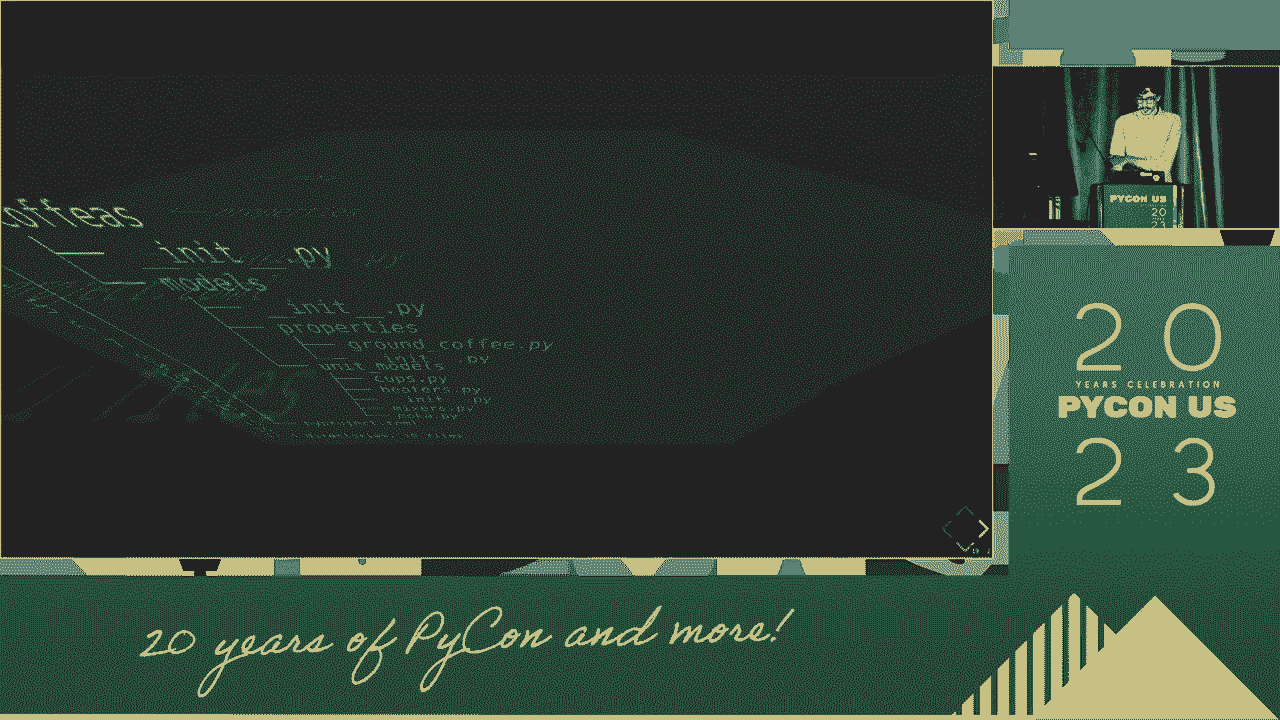 offeas
__init__.py
models
__init__.py
properties
ground_coffee.py
__init__.py
unit_models
cups.py
heaters.py
__init__.py
mixers.py
PYCON US
20
23
20
YEARS CELEBRATION
PYCON US
23
20 years of PyCon and more!